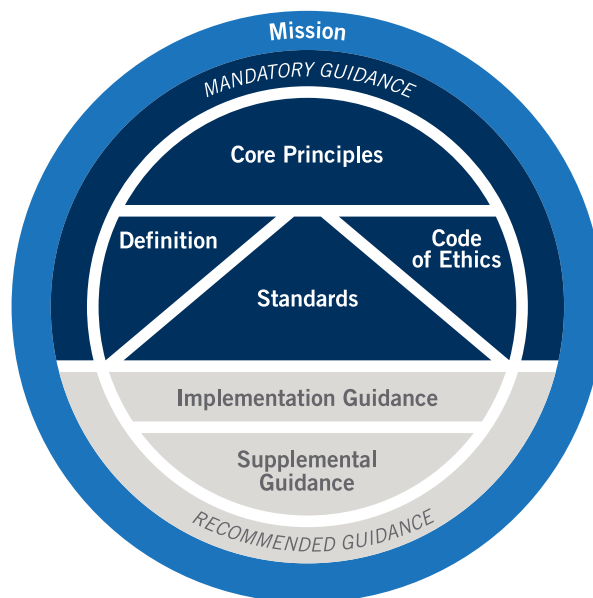 Mission
MANDATORY GUIDANCE
Core Principles
Definition
Code
of Ethics
Standards
Implementation Guidance
Supplemental
Guidance
RECOMMENDED GUIDANCE